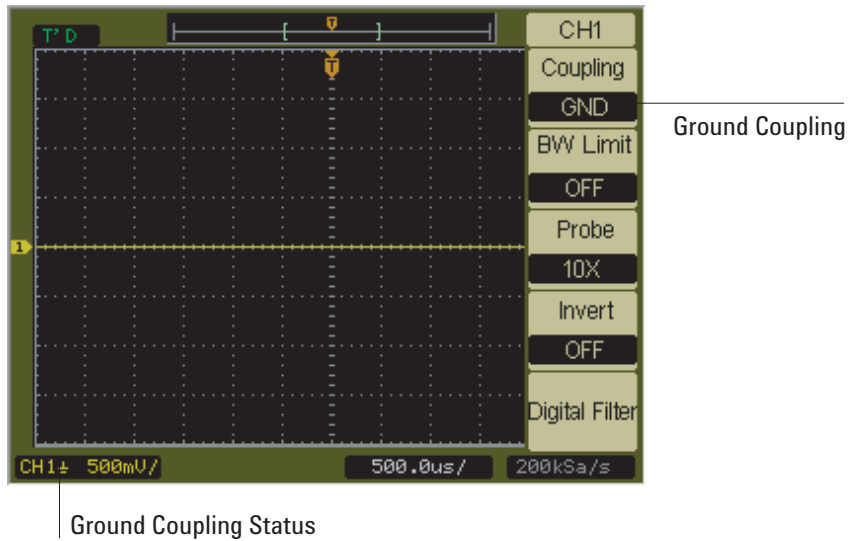 T'D
T
CH1
T
Coupling
GND
Ground Coupling
BW Limit
OFF
Probe
1
10X
Invert
OFF
Digital Filter
CH1⏚ 500mV/
500.0us/
200kSa/s
Ground Coupling Status